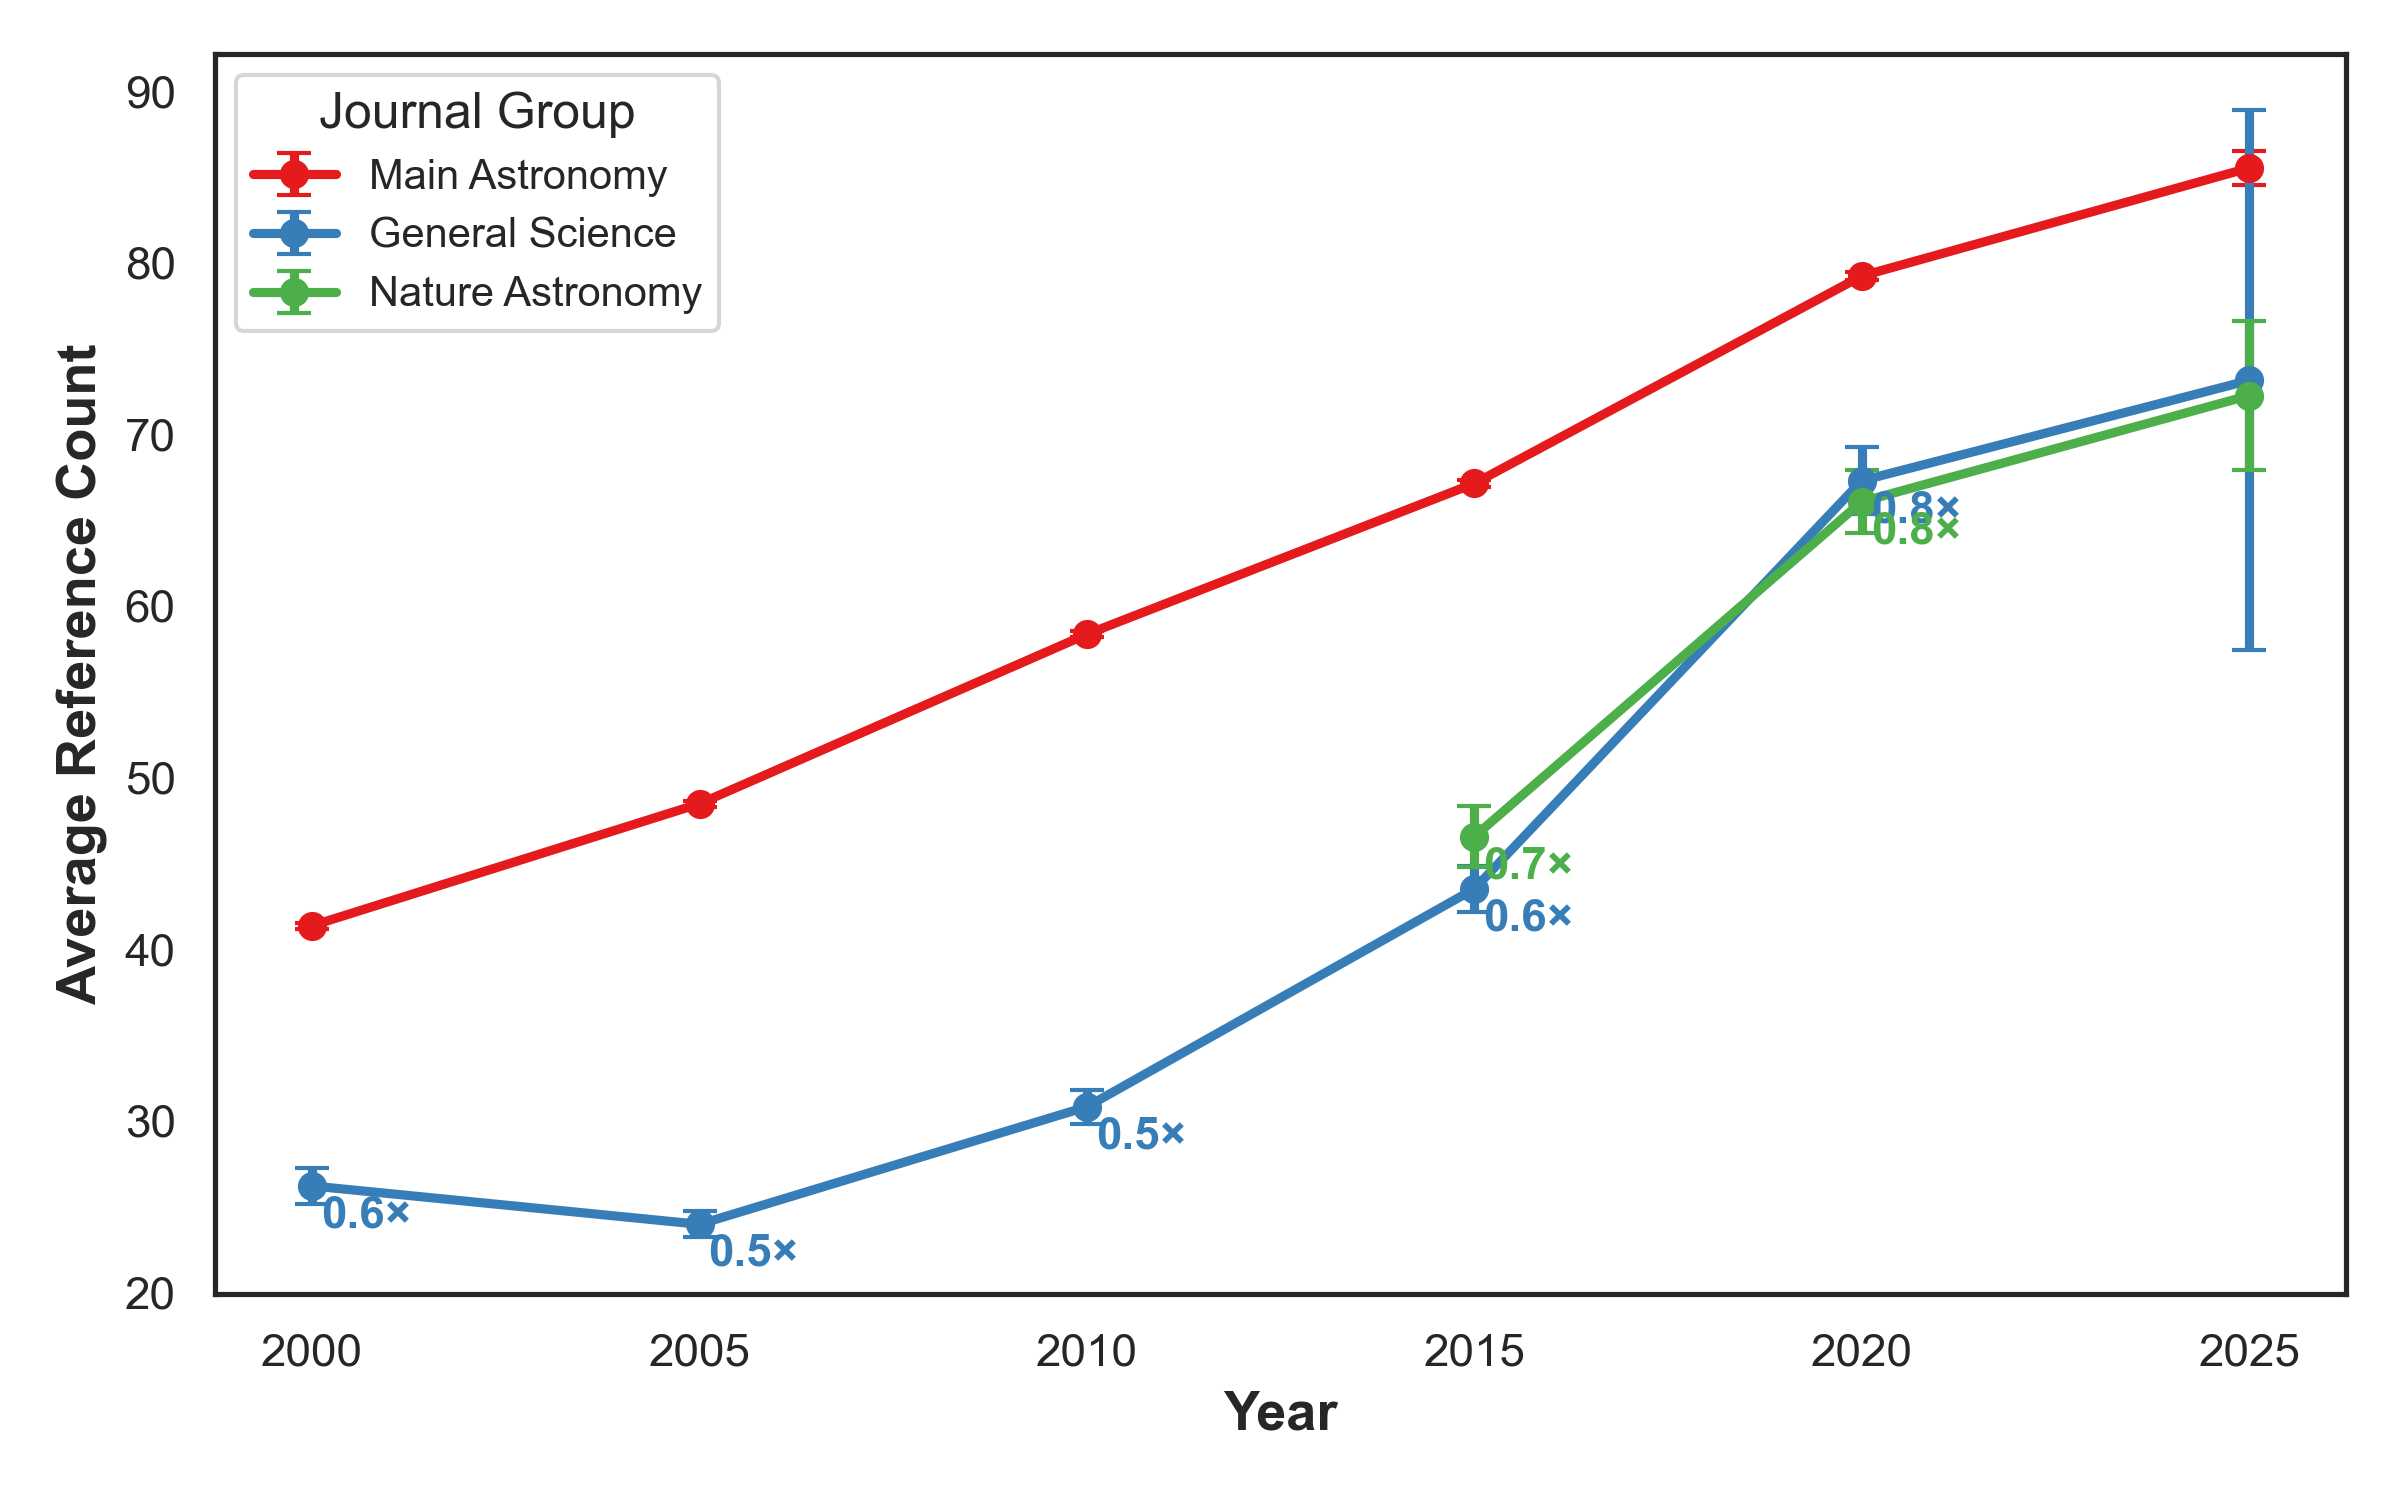 90
80
70
60
50
40
30
20
Average Reference Count
Journal Group
Main Astronomy
General Science
Nature Astronomy
0.8×
0.8×
0.7×
0.6×
0.5×
0.6×
0.5×
2000 2005 2010 2015 2020 2025
Year